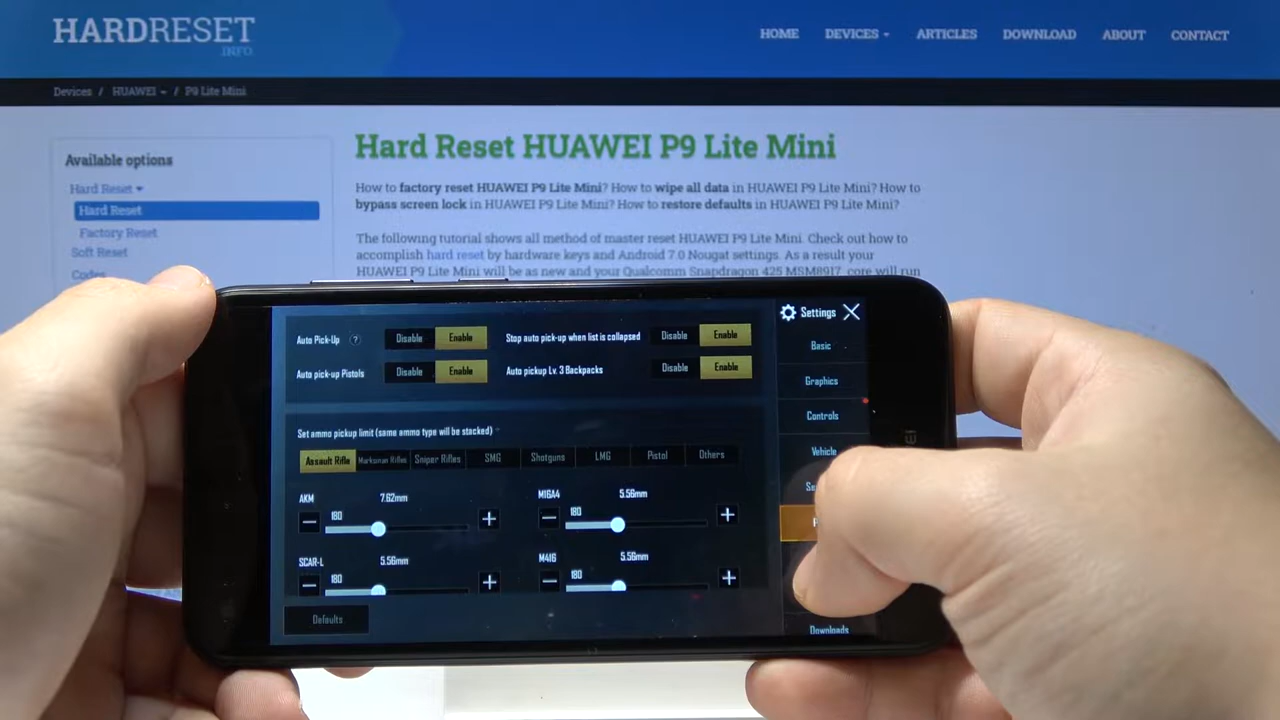 HARDRESET
.INFO
HOME DEVICES ARTICLES DOWNLOAD ABOUT CONTACT
Devices / HUAWEI / P9 Lite Mini
Available options
Hard Reset
Hard Reset
Factory Reset
Soft Reset
Codes
Hard Reset HUAWEI P9 Lite Mini
How to factory reset HUAWEI P9 Lite Mini? How to wipe all data in HUAWEI P9 Lite Mini? How to
bypass screen lock in HUAWEI P9 Lite Mini? How to restore defaults in HUAWEI P9 Lite Mini?
The following tutorial shows all method of master reset HUAWEI P9 Lite Mini. Check out how to
accomplish hard reset by hardware keys and Android 7.0 Nougat settings. As a result your
HUAWEI P9 Lite Mini will be as new and your Qualcomm Snapdragon 425 MSM8917 core will run
Auto Pick-Up ? Disable Enable Stop auto pick-up when list is collapsed Disable Enable
Auto pick-up Pistols Disable Enable Auto pickup Lv. 3 Backpacks Disable Enable
Set ammo pickup limit (same ammo type will be stacked)
Assault Rifle Marksman Rifles Sniper Rifles SMG Shotguns LMG Pistol Others
AKM 7.62mm M16A4 5.56mm
180 180
SCAR-L 5.56mm M416 5.56mm
180 180
Defaults
Settings
Basic
Graphics
Controls
Vehicle
Downloads